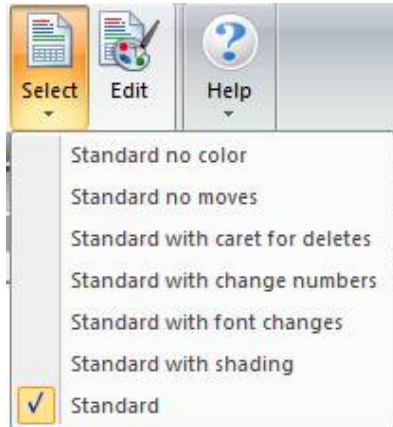 Select Edit Help
Standard no color
Standard no moves
Standard with caret for deletes
Standard with change numbers
Standard with font changes
Standard with shading
Standard